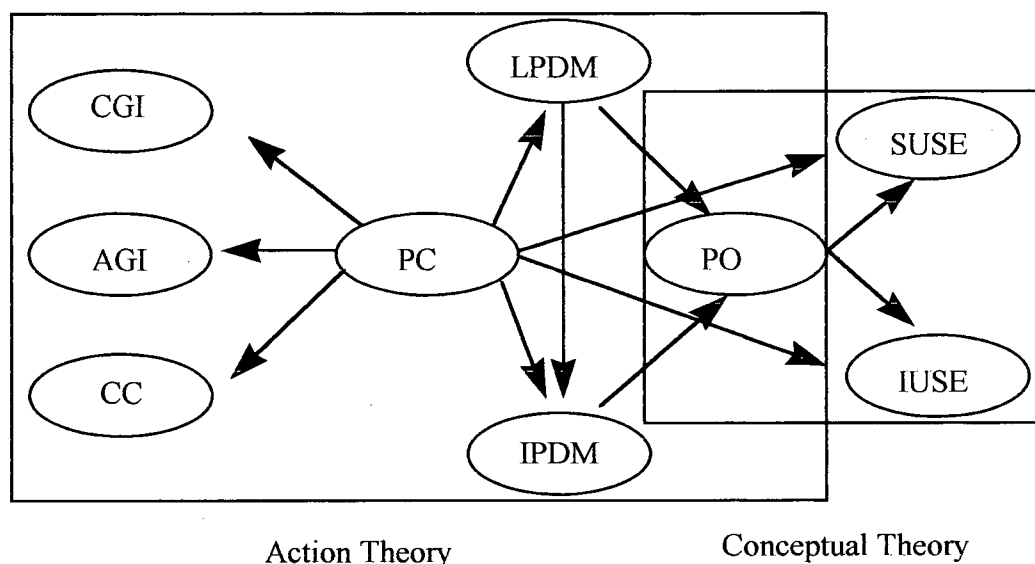 LPDM
CGI
SUSE
AGI
PC
PO
CC
IUSE
IPDM
Action Theory
Conceptual Theory